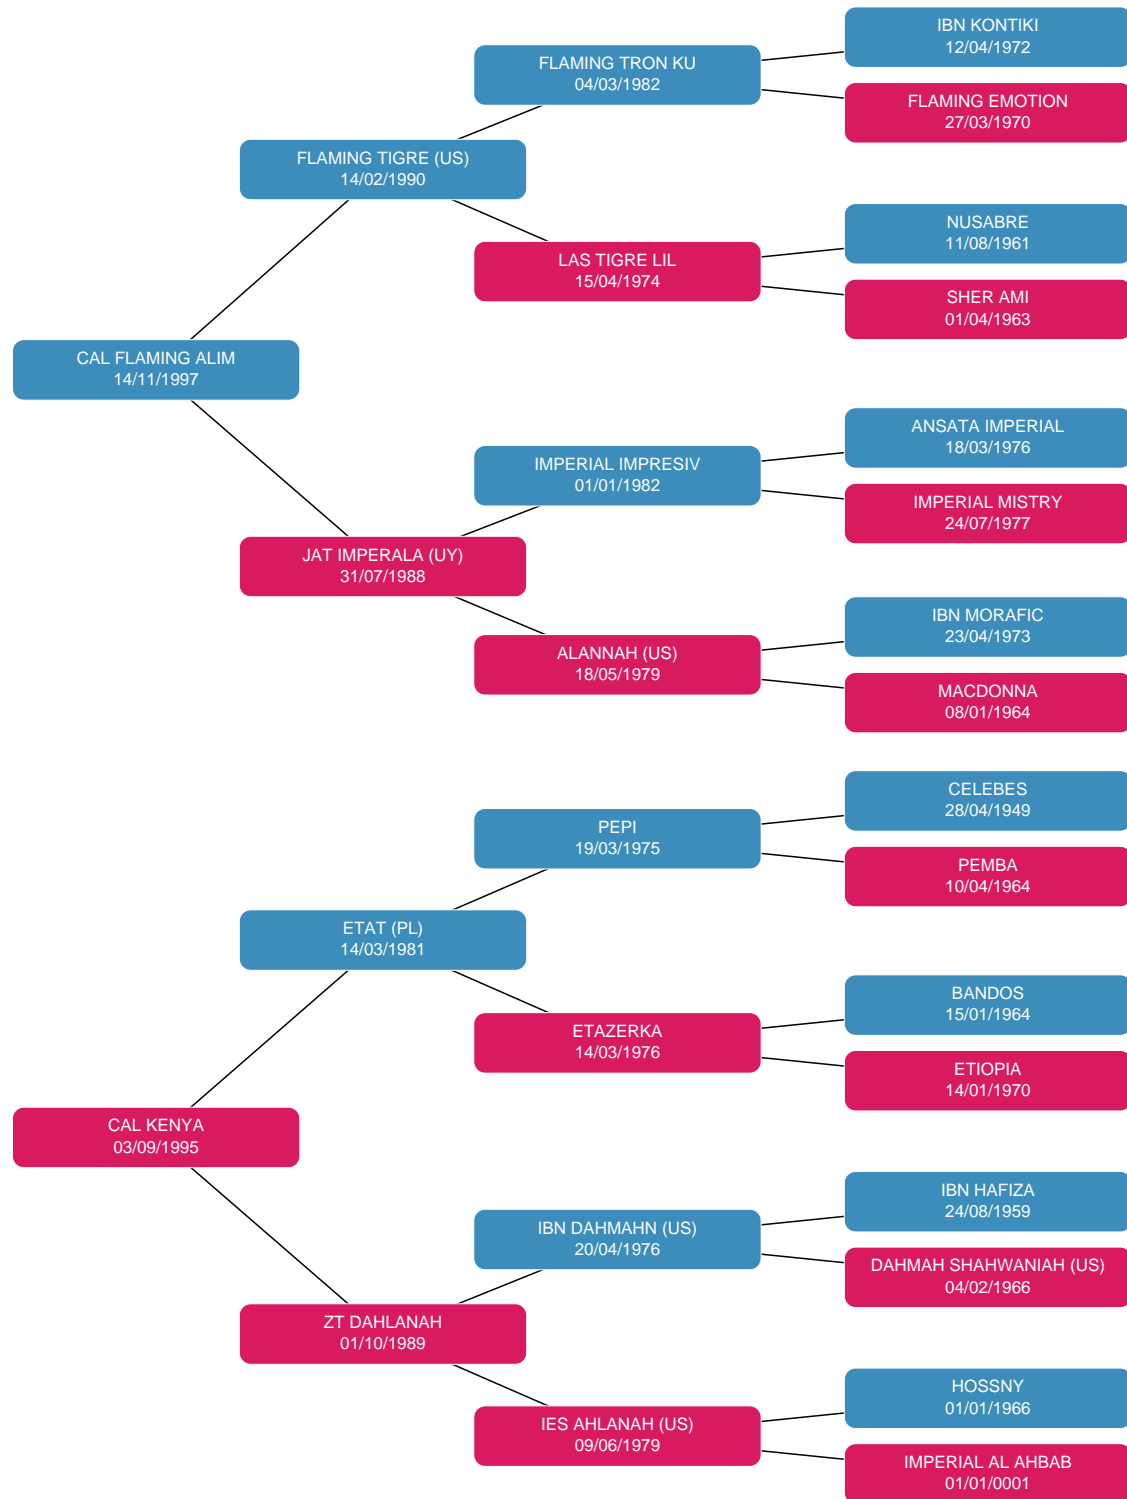 IBN KONTIKI
12/04/1972
FLAMING TRON KU
04/03/1982
FLAMING EMOTION
27/03/1970
FLAMING TIGRE (US)
14/02/1990
NUSABRE
11/08/1961
LAS TIGRE LIL
15/04/1974
SHER AMI
01/04/1963
CAL FLAMING ALIM
14/11/1997
ANSATA IMPERIAL
18/03/1976
IMPERIAL IMPRESIV
01/01/1982
IMPERIAL MISTRY
24/07/1977
JAT IMPERALA (UY)
31/07/1988
IBN MORAFIC
23/04/1973
ALANNAH (US)
18/05/1979
MACDONNA
08/01/1964
CELEBES
28/04/1949
PEPI
19/03/1975
PEMBA
10/04/1964
ETAT (PL)
14/03/1981
BANDOS
15/01/1964
ETAZERKA
14/03/1976
ETIOPIA
14/01/1970
CAL KENYA
03/09/1995
IBN HAFIZA
24/08/1959
IBN DAHMAHN (US)
20/04/1976
DAHMAH SHAHWANIAH (US)
04/02/1966
ZT DAHLANAH
01/10/1989
HOSSNY
01/01/1966
IES AHLANAH (US)
09/06/1979
IMPERIAL AL AHBAB
01/01/0001